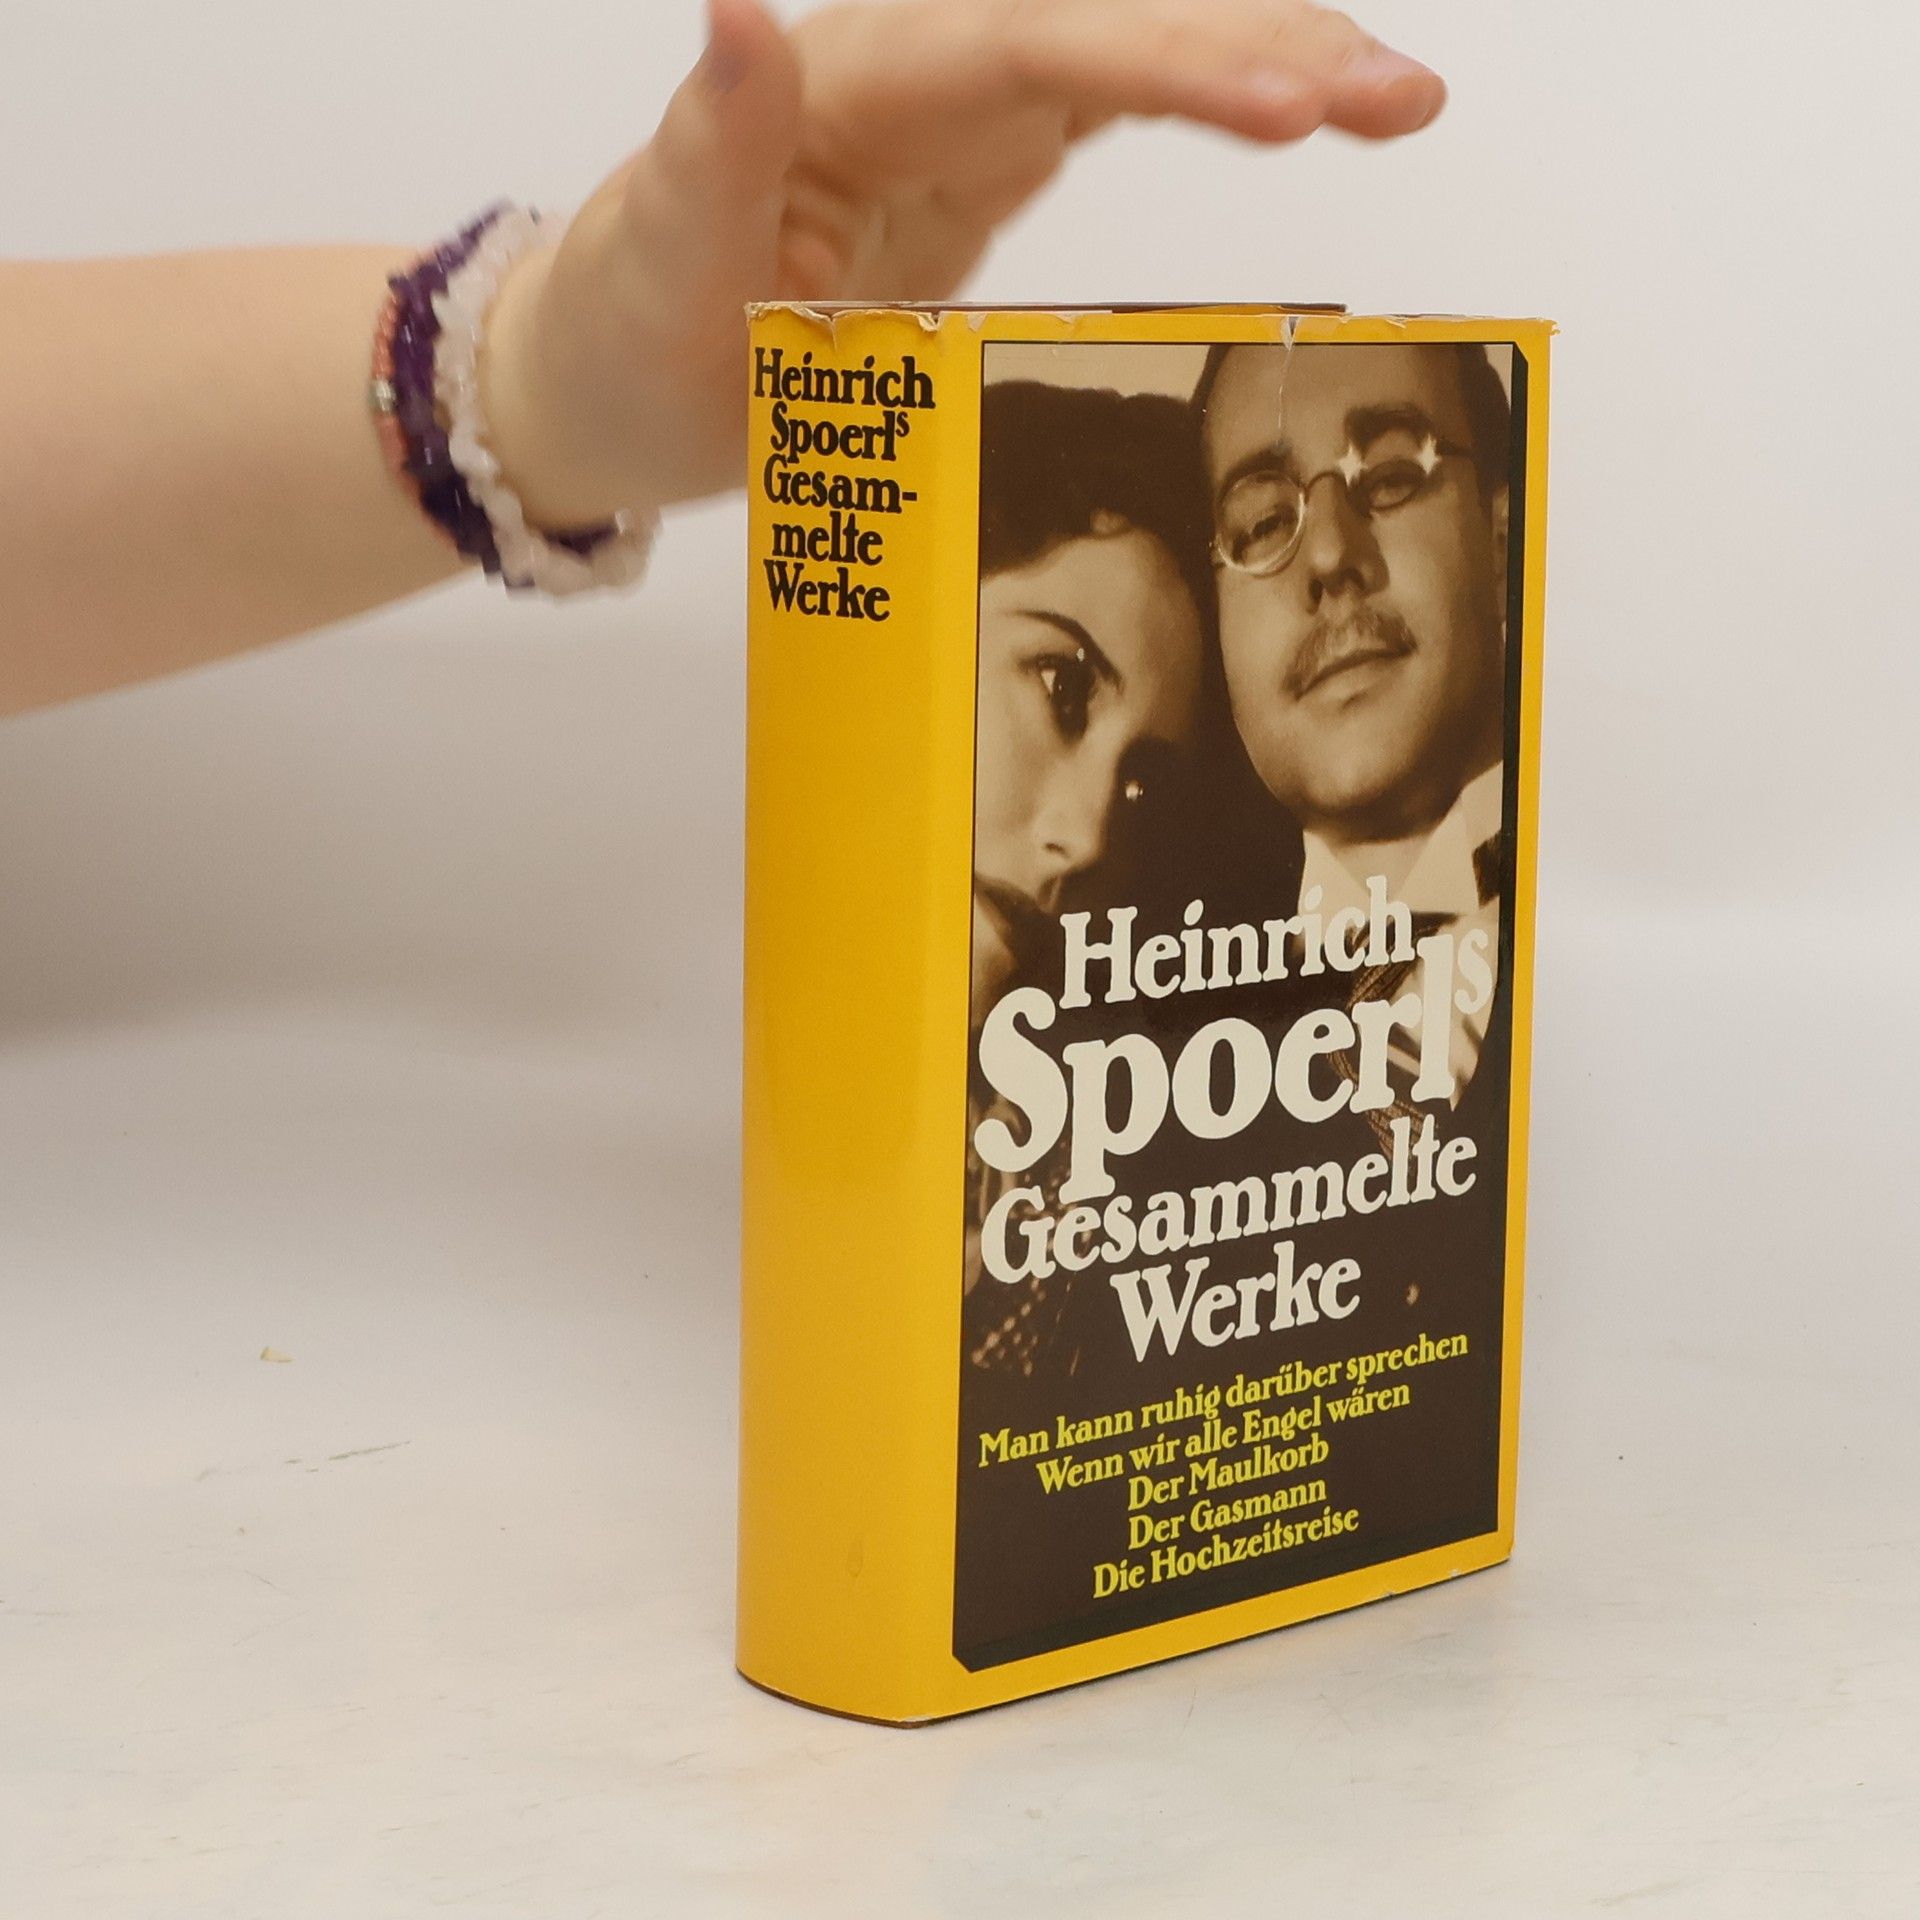 Heinrich
Spoerls
Gesam-
melte
Werke
Heinrich
Spoerls
Gesammelte
Werke
Man kann ruhig darüber sprechen
Wenn wir alle Engel wären
Der Maulkorb
Der Gasmann
Die Hochzeitsreise